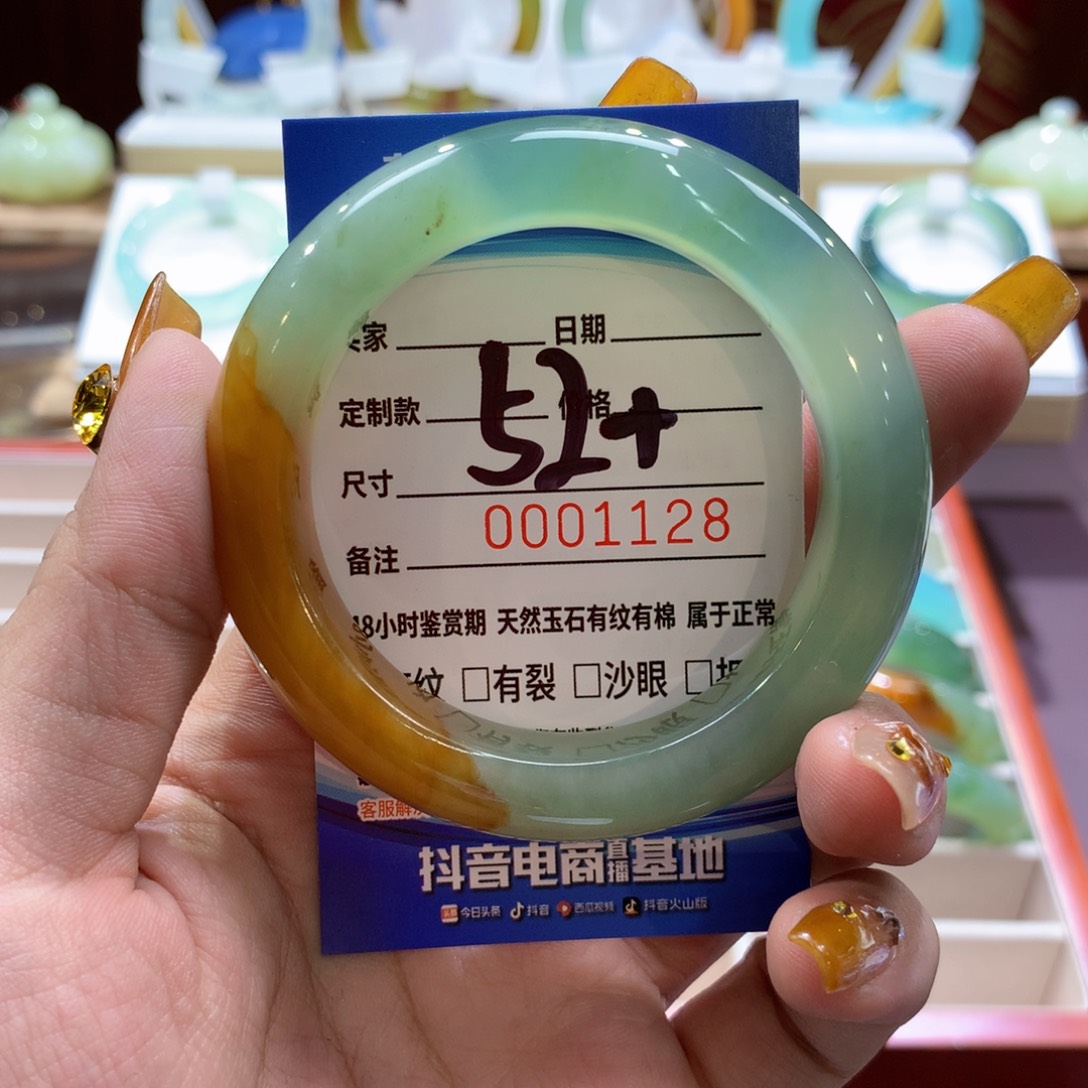 家 日期
定制款 格
52+
尺寸
0001128
备注
48小时鉴赏期 天然玉石有纹有棉 属于正常
纹 □有裂 □沙眼 □
客服解
抖音电商直播基地
今日头条 抖音 西瓜视频 抖音火山版